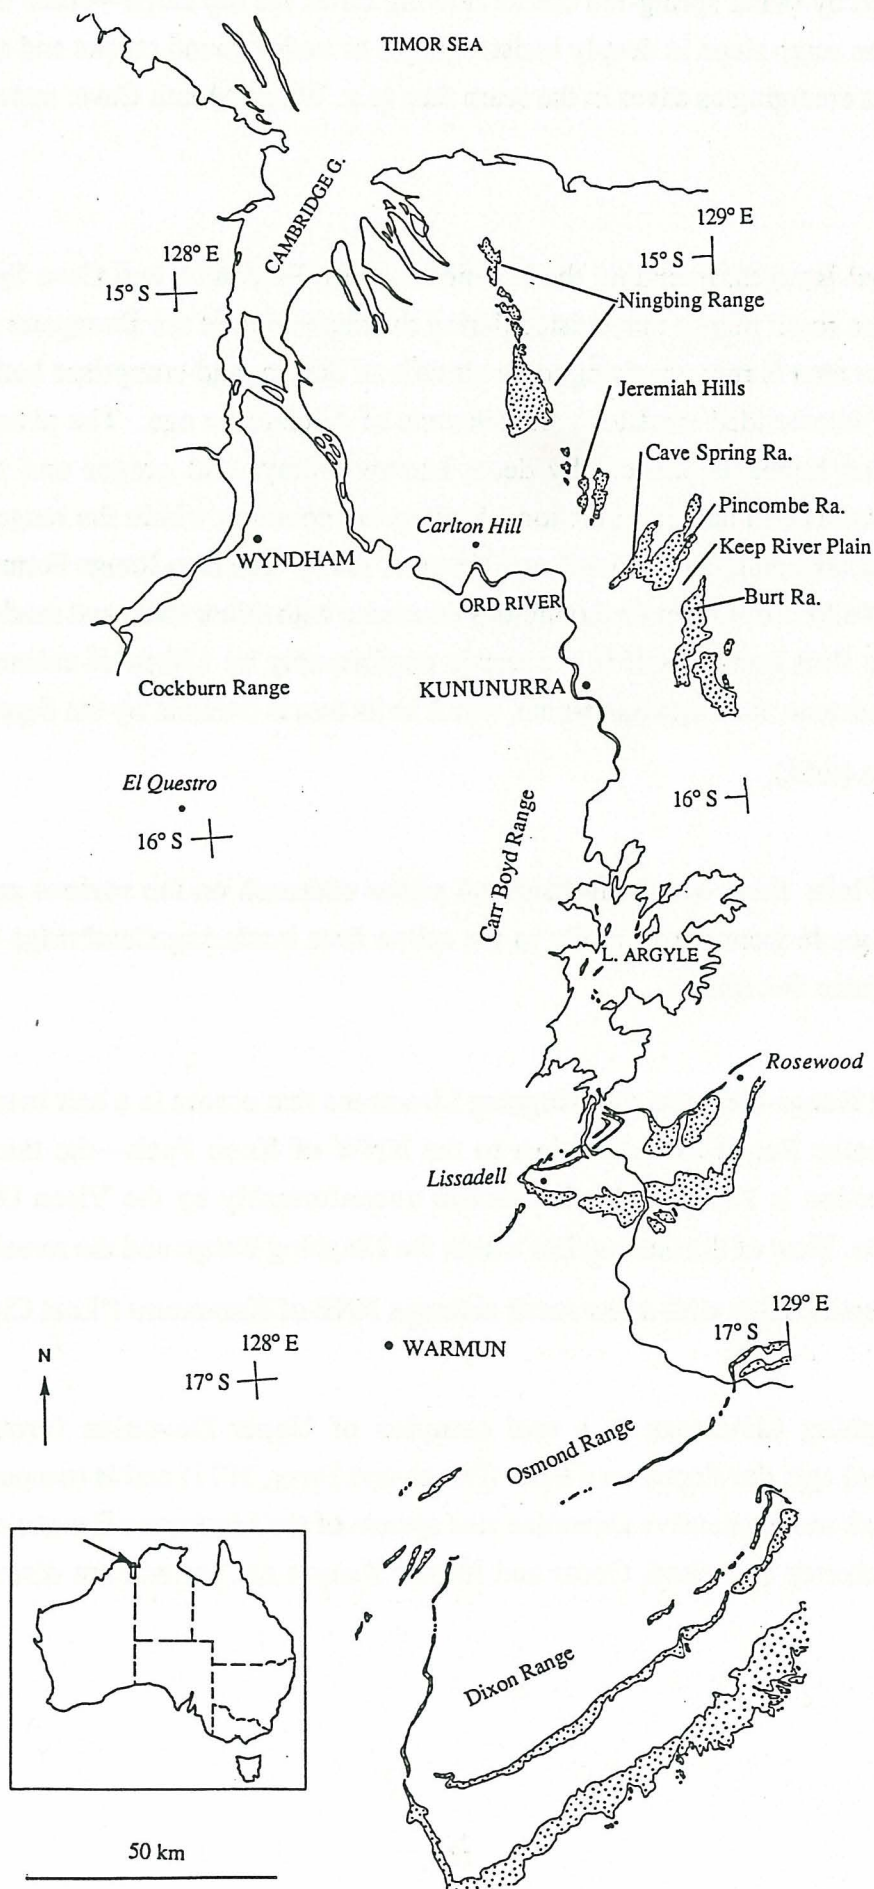 TIMOR SEA
CAMBRIDGE G.
129° E
15° S
128° E
15° S
Ningbing Range
Jeremiah Hills
Cave Spring Ra.
Pincombe Ra.
Keep River Plain
Burt Ra.
Carlton Hill
WYNDHAM
ORD RIVER
Cockburn Range
KUNUNURRA
El Questro
16° S
16° S
Carr Boyd Range
L. ARGYLE
Rosewood
Lissadell
129° E
17° S
128° E
17° S
WARMUN
N
Osmond Range
Dixon Range
50 km